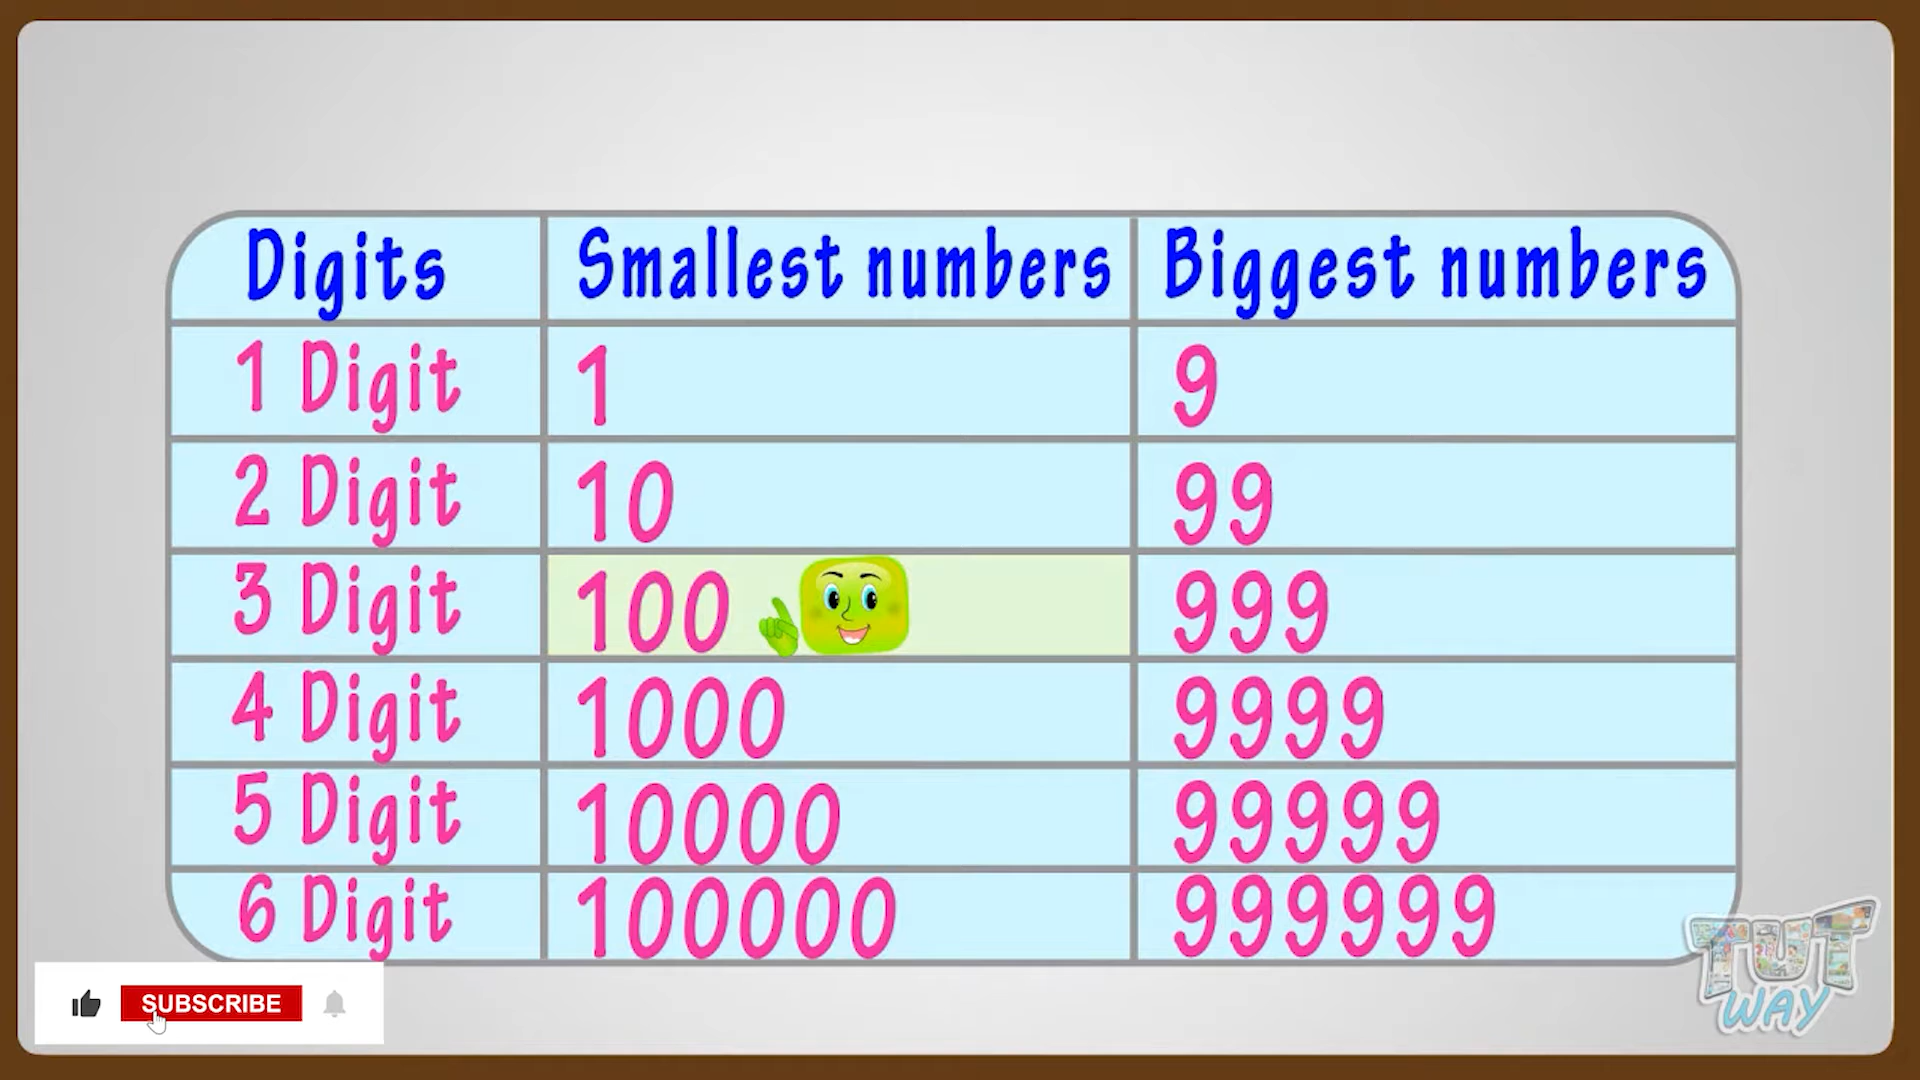 Digits Smallest numbers Biggest numbers
1 Digit 1 9
2 Digit 10 99
3 Digit 100 999
4 Digit 1000 9999
5 Digit 10000 99999
6 Digit 100000 999999
SUBSCRIBE
TUT
WAY